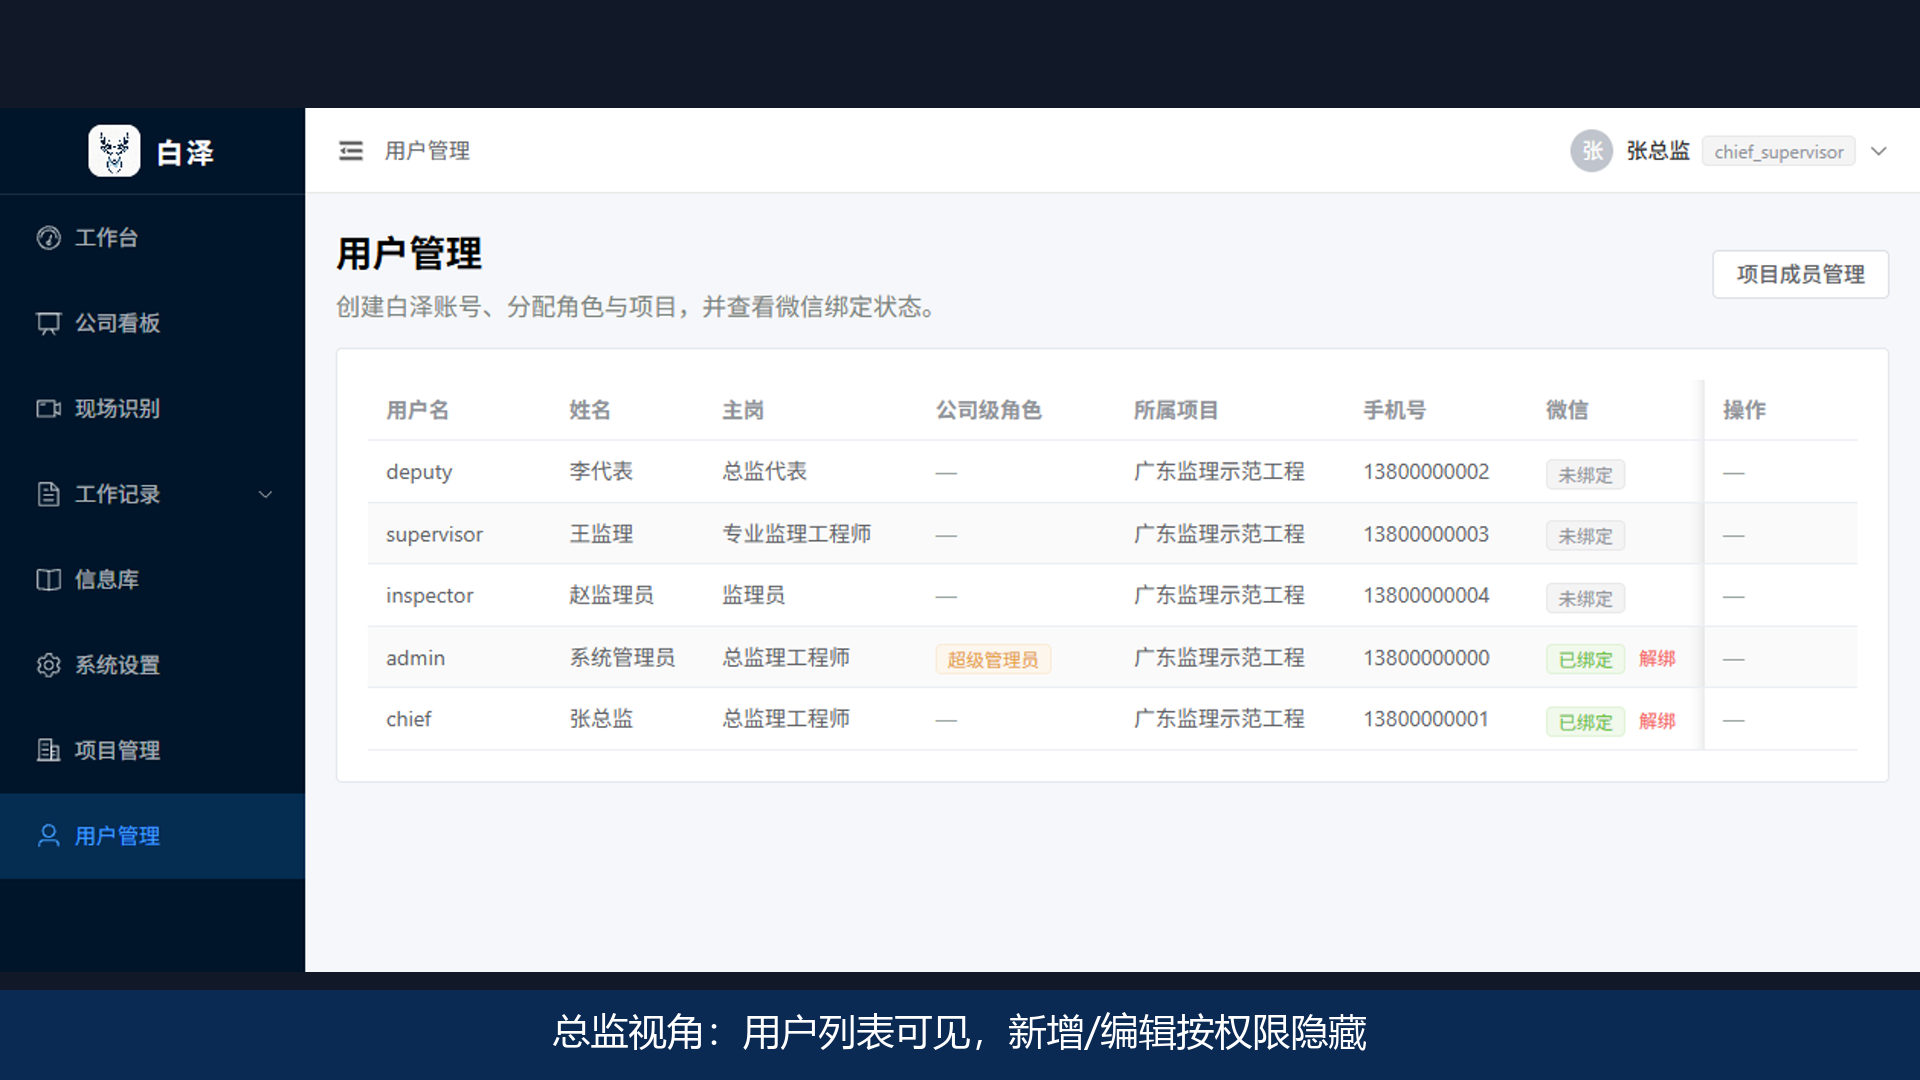 白泽
用户管理
张 张总监 chief_supervisor
工作台
公司看板
现场识别
工作记录
信息库
系统设置
项目管理
用户管理
用户管理
创建白泽账号、分配角色与项目，并查看微信绑定状态。
项目成员管理
用户名 姓名 主岗 公司级角色 所属项目 手机号 微信 操作
deputy 李代表 总监代表 — 广东监理示范工程 13800000002 未绑定 —
supervisor 王监理 专业监理工程师 — 广东监理示范工程 13800000003 未绑定 —
inspector 赵监理员 监理员 — 广东监理示范工程 13800000004 未绑定 —
admin 系统管理员 总监理工程师 超级管理员 广东监理示范工程 13800000000 已绑定 解绑 —
chief 张总监 总监理工程师 — 广东监理示范工程 13800000001 已绑定 解绑 —
总监视角：用户列表可见，新增/编辑按权限隐藏